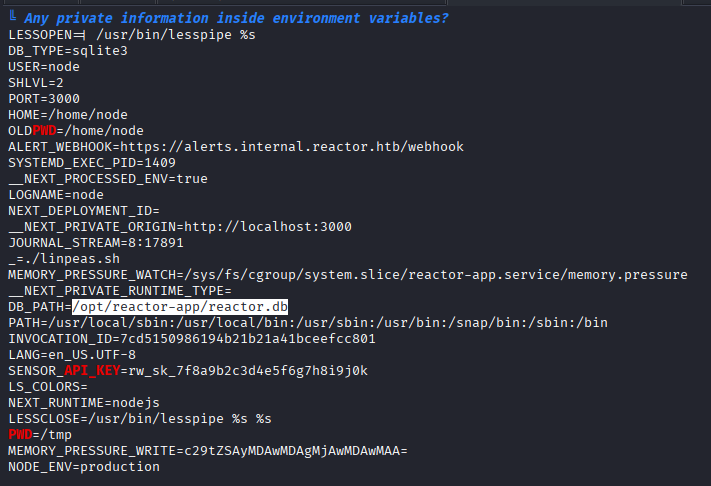 ╚ Any private information inside environment variables?
LESSOPEN=| /usr/bin/lesspipe %s
DB_TYPE=sqlite3
USER=node
SHLVL=2
PORT=3000
HOME=/home/node
OLDPWD=/home/node
ALERT_WEBHOOK=https://alerts.internal.reactor.htb/webhook
SYSTEMD_EXEC_PID=1409
__NEXT_PROCESSED_ENV=true
LOGNAME=node
NEXT_DEPLOYMENT_ID=
__NEXT_PRIVATE_ORIGIN=http://localhost:3000
JOURNAL_STREAM=8:17891
_=./linpeas.sh
MEMORY_PRESSURE_WATCH=/sys/fs/cgroup/system.slice/reactor-app.service/memory.pressure
__NEXT_PRIVATE_RUNTIME_TYPE=
DB_PATH=/opt/reactor-app/reactor.db
PATH=/usr/local/sbin:/usr/local/bin:/usr/sbin:/usr/bin:/snap/bin:/sbin:/bin
INVOCATION_ID=7cd5150986194b21b21a41bceefcc801
LANG=en_US.UTF-8
SENSOR_API_KEY=rw_sk_7f8a9b2c3d4e5f6g7h8i9j0k
LS_COLORS=
NEXT_RUNTIME=nodejs
LESSCLOSE=/usr/bin/lesspipe %s %s
PWD=/tmp
MEMORY_PRESSURE_WRITE=c29tZSAyMDAwMDAgMjAwMDAwMAA=
NODE_ENV=production